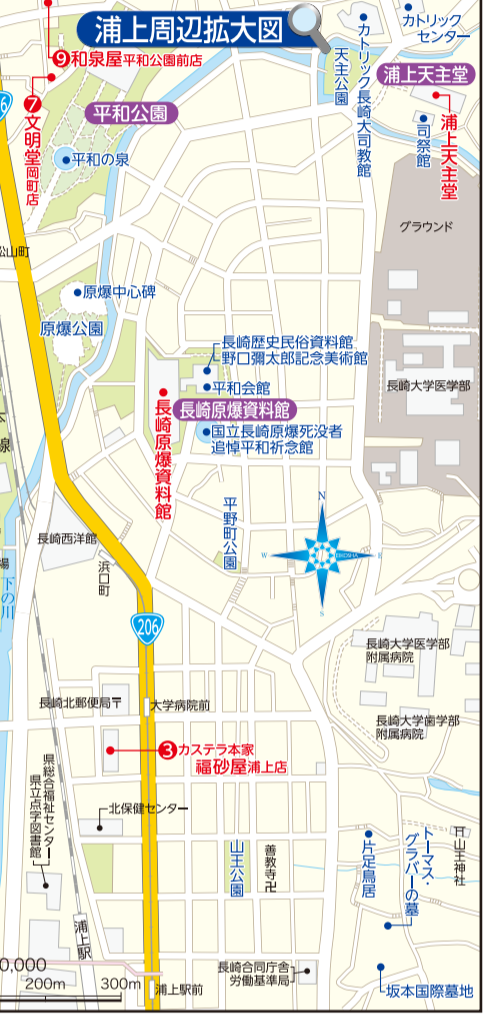 浦上周辺拡大図
カトリック
センター
❾和泉屋平和公園前店
❼文明堂岡町店
平和公園
平和の泉
天主公園
カトリック長崎大司教館
浦上天主堂
司祭館
浦上天主堂
グラウンド
松山町
原爆中心碑
原爆公園
長崎歴史民俗資料館
野口彌太郎記念美術館
平和会館
長崎原爆資料館
長崎原爆資料館
国立長崎原爆死没者
追悼平和祈念館
長崎大学医学部
平野町公園
N
W
E
S
長崎西洋館
浜口町
下の川
206
長崎大学医学部
附属病院
長崎大学歯学部
附属病院
長崎北郵便局〒
大学病院前
❸カステラ本家
福砂屋浦上店
県総合福祉センター
県立点字図書館
北保健センター
山王公園
善教寺卍
片足鳥居
トーマス・
グラバーの墓
山王神社
浦上駅
長崎合同庁舎
労働基準局
坂本国際墓地
浦上駅前
0,000
200m
300m